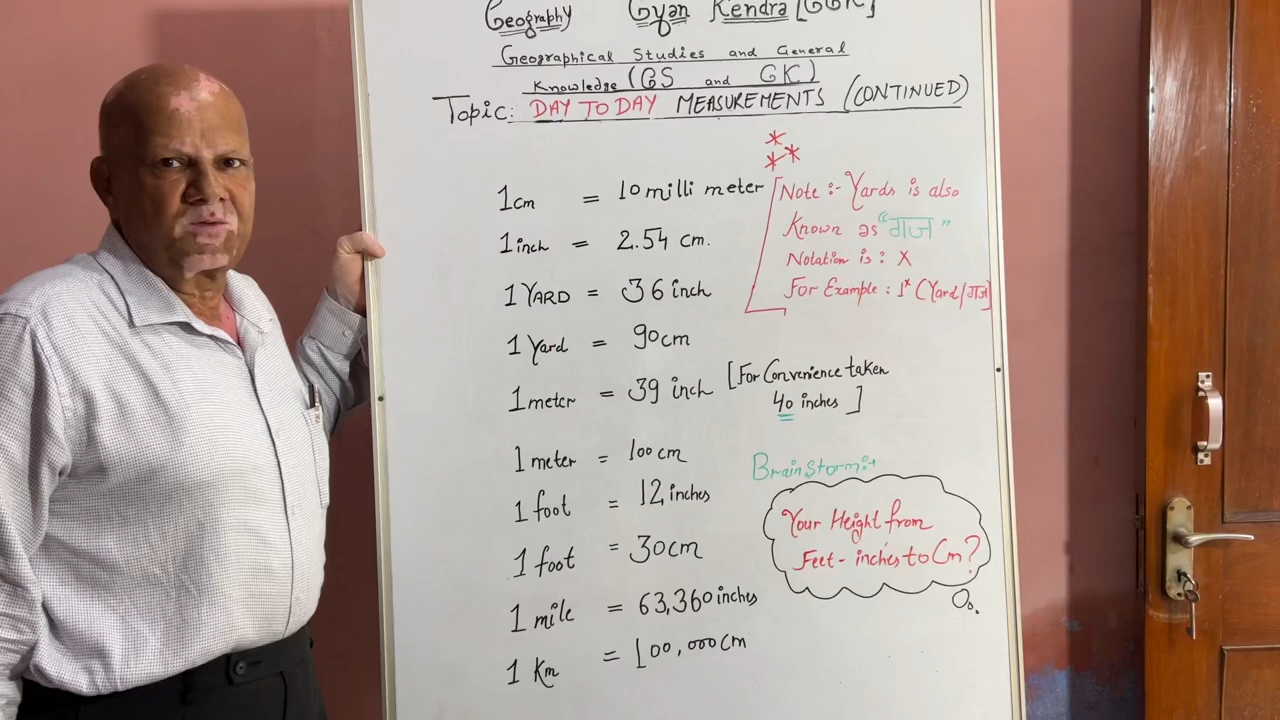 Geography Gyan Kendra [GGK]
Geographical Studies and General
Knowledge (GS and GK)
Topic: DAY TO DAY MEASUREMENTS (CONTINUED)
1cm = 10 milli meter
1 inch = 2.54 cm.
1 YARD = 36 inch
1 Yard = 90cm
1 meter = 39 inch [For Convenience taken
40 inches ]
1 meter = 100 cm
1 foot = 12 inches
1 foot = 30cm
1 mile = 63,360 inches
1 Km = 100,000 cm
Note :- Yards is also
Known as "गज"
Notation is : X
For Example : 1ˣ (Yard/गज)
Brain Storm:-
Your Height from
Feet - inches to Cm?